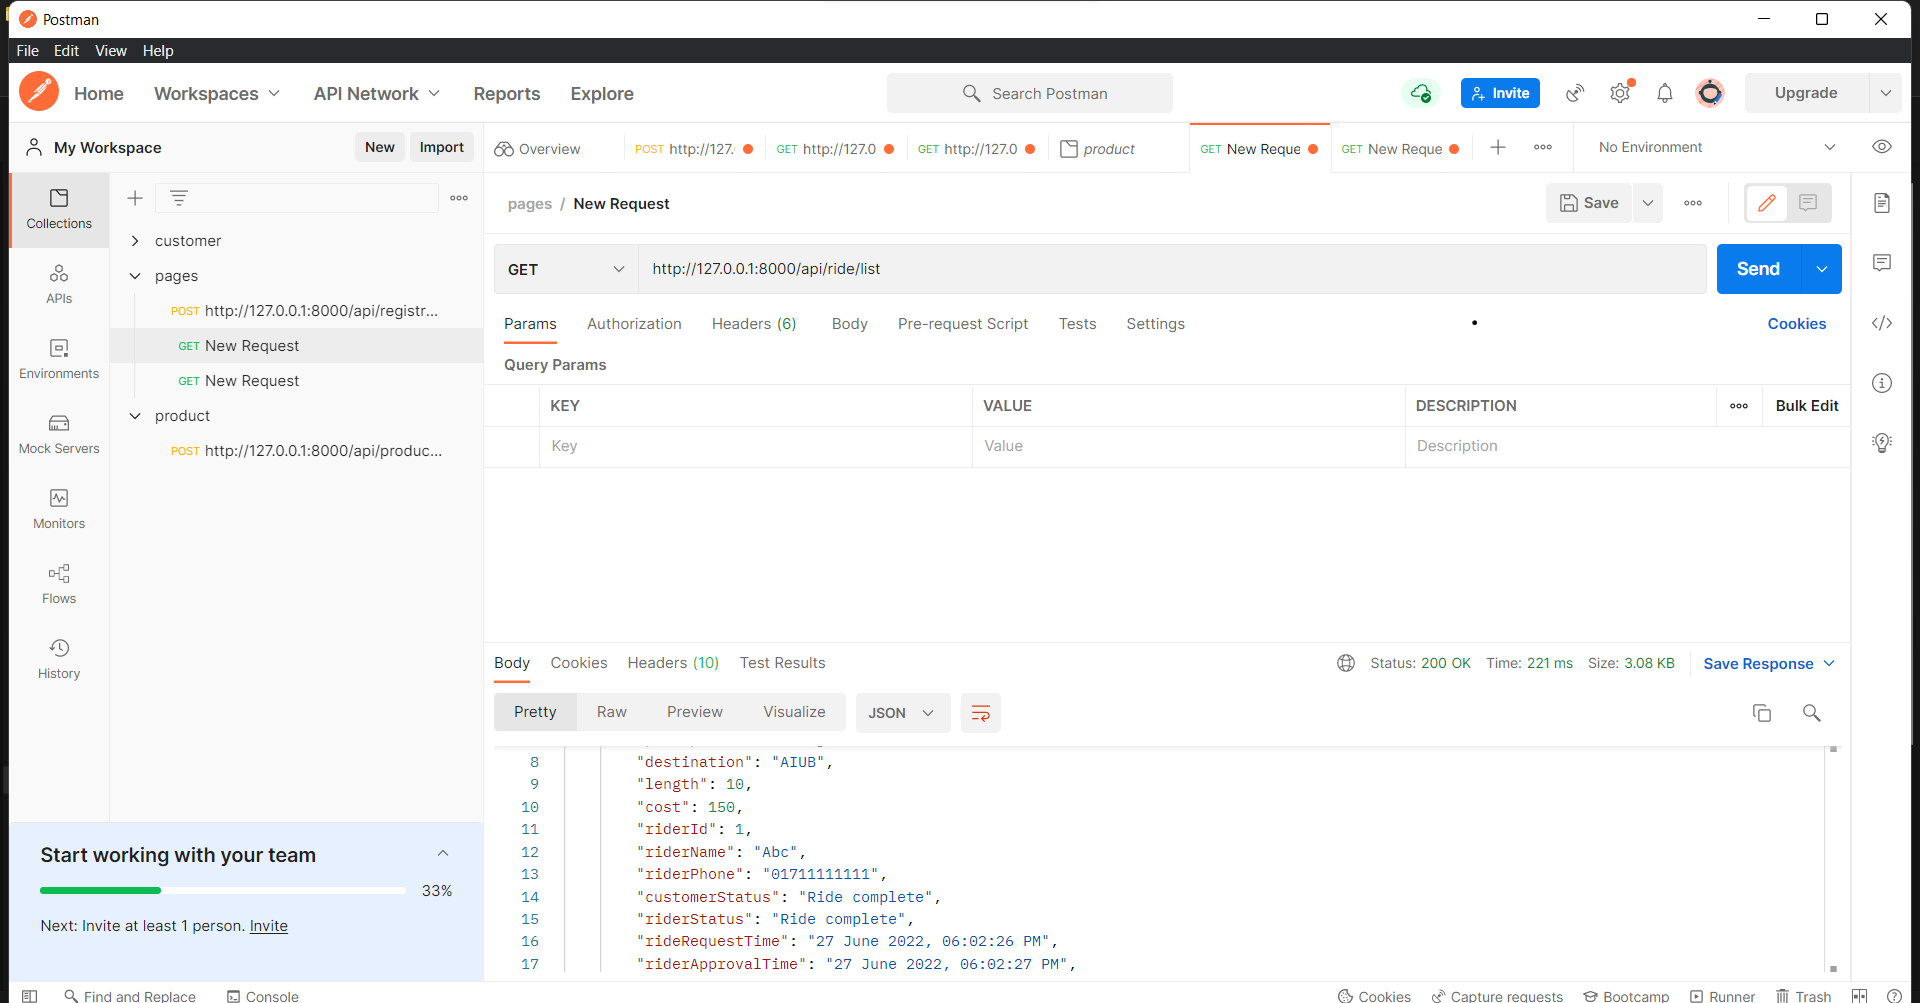 Postman
File Edit View Help
Home Workspaces API Network Reports Explore Search Postman Invite Upgrade
My Workspace New Import
Overview POST http://127. GET http://127.0 GET http://127.0 product GET New Reque GET New Reque No Environment
Collections
APIs
Environments
Mock Servers
Monitors
Flows
History
customer
pages
POST http://127.0.0.1:8000/api/registr...
GET New Request
GET New Request
product
POST http://127.0.0.1:8000/api/produc...
Start working with your team
33%
Next: Invite at least 1 person. Invite
pages / New Request Save
GET http://127.0.0.1:8000/api/ride/list Send
Params Authorization Headers (6) Body Pre-request Script Tests Settings Cookies
Query Params
KEY VALUE DESCRIPTION Bulk Edit
Key Value Description
Body Cookies Headers (10) Test Results Status: 200 OK Time: 221 ms Size: 3.08 KB Save Response
Pretty Raw Preview Visualize JSON
8 "destination": "AIUB",
9 "length": 10,
10 "cost": 150,
11 "riderId": 1,
12 "riderName": "Abc",
13 "riderPhone": "01711111111",
14 "customerStatus": "Ride complete",
15 "riderStatus": "Ride complete",
16 "rideRequestTime": "27 June 2022, 06:02:26 PM",
17 "riderApprovalTime": "27 June 2022, 06:02:27 PM",
Find and Replace Console Cookies Capture requests Bootcamp Runner Trash